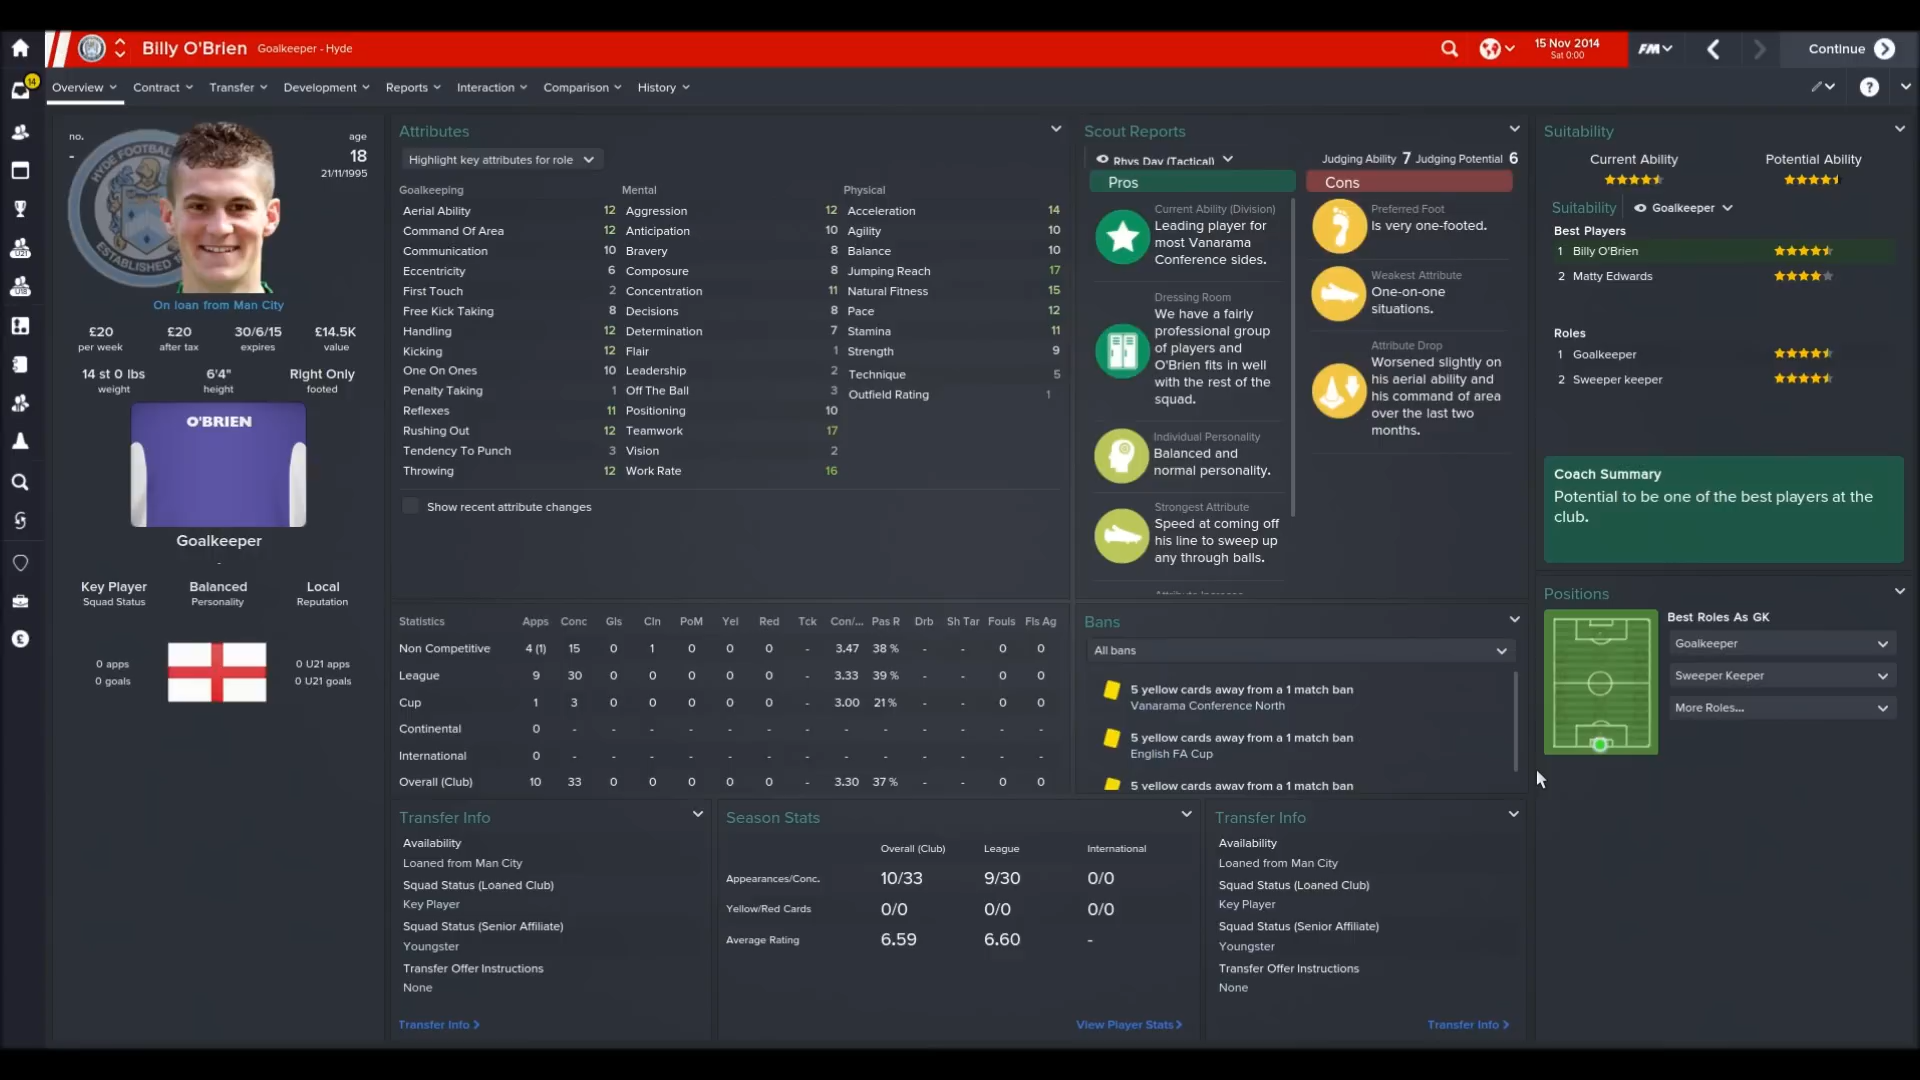 Billy O'Brien
Goalkeeper - Hyde
15 Nov 2014
Sat 0:00
FM
Continue
14
Overview Contract Transfer Development Reports Interaction Comparison History
?
no.
-
age
18
21/11/1995
On loan from Man City
£20 £20 30/6/15 £14.5K
per week after tax expires value
14 st 0 lbs 6'4" Right Only
weight height footed
O'BRIEN
Goalkeeper
-
Key Player Balanced Local
Squad Status Personality Reputation
0 apps 0 U21 apps
0 goals 0 U21 goals
Attributes
Highlight key attributes for role
Goalkeeping Mental Physical
Aerial Ability 12 Aggression 12 Acceleration 14
Command Of Area 12 Anticipation 10 Agility 10
Communication 10 Bravery 8 Balance 10
Eccentricity 6 Composure 8 Jumping Reach 17
First Touch 2 Concentration 11 Natural Fitness 15
Free Kick Taking 8 Decisions 8 Pace 12
Handling 12 Determination 7 Stamina 11
Kicking 12 Flair 1 Strength 9
One On Ones 10 Leadership 2 Technique 5
Penalty Taking 1 Off The Ball 3 Outfield Rating 1
Reflexes 11 Positioning 10
Rushing Out 12 Teamwork 17
Tendency To Punch 3 Vision 2
Throwing 12 Work Rate 16
Show recent attribute changes
Statistics Apps Conc Gls Cln PoM Yel Red Tck Con/... Pas R Drb Sh Tar Fouls Fls Ag
Non Competitive 4 (1) 15 0 1 0 0 0 - 3.47 38 % - - 0 0
League 9 30 0 0 0 0 0 - 3.33 39 % - - 0 0
Cup 1 3 0 0 0 0 0 - 3.00 21 % - - 0 0
Continental 0 - - - - - - - - - - - - -
International 0 - - - - - - - - - - - - -
Overall (Club) 10 33 0 0 0 0 0 - 3.30 37 % - - 0 0
Scout Reports
Rhys Day (Tactical)
Judging Ability 7 Judging Potential 6
Pros
Current Ability (Division)
Leading player for
most Vanarama
Conference sides.
Dressing Room
We have a fairly
professional group
of players and
O'Brien fits in well
with the rest of the
squad.
Individual Personality
Balanced and
normal personality.
Strongest Attribute
Speed at coming off
his line to sweep up
any through balls.
Attribute Increase
Cons
Preferred Foot
Is very one-footed.
Weakest Attribute
One-on-one
situations.
Attribute Drop
Worsened slightly on
his aerial ability and
his command of area
over the last two
months.
Bans
All bans
5 yellow cards away from a 1 match ban
Vanarama Conference North
5 yellow cards away from a 1 match ban
English FA Cup
5 yellow cards away from a 1 match ban
Suitability
Current Ability Potential Ability
Suitability Goalkeeper
Best Players
1 Billy O'Brien
2 Matty Edwards
Roles
1 Goalkeeper
2 Sweeper keeper
Coach Summary
Potential to be one of the best players at the
club.
Positions
Best Roles As GK
Goalkeeper
Sweeper Keeper
More Roles...
Transfer Info
Availability
Loaned from Man City
Squad Status (Loaned Club)
Key Player
Squad Status (Senior Affiliate)
Youngster
Transfer Offer Instructions
None
Transfer Info >
Season Stats
Overall (Club) League International
Appearances/Conc. 10/33 9/30 0/0
Yellow/Red Cards 0/0 0/0 0/0
Average Rating 6.59 6.60 -
View Player Stats >
Transfer Info
Availability
Loaned from Man City
Squad Status (Loaned Club)
Key Player
Squad Status (Senior Affiliate)
Youngster
Transfer Offer Instructions
None
Transfer Info >